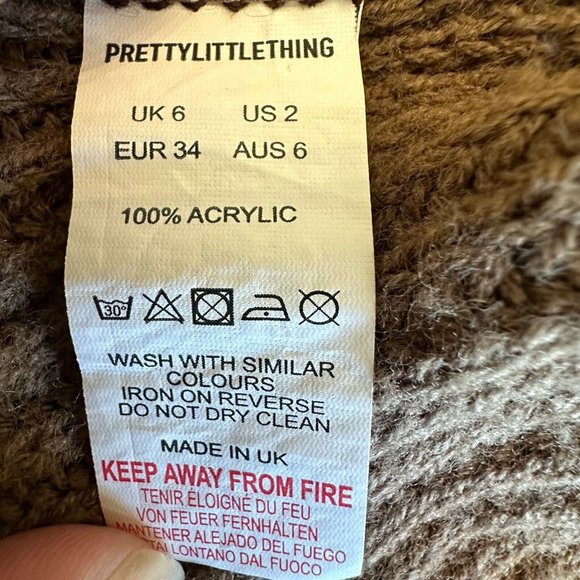 PRETTYLITTLETHING
UK 6 US 2
EUR 34 AUS 6
100% ACRYLIC
30°
WASH WITH SIMILAR
COLOURS
IRON ON REVERSE
DO NOT DRY CLEAN
MADE IN UK
KEEP AWAY FROM FIRE
TENIR ÉLOIGNÉ DU FEU
VON FEUER FERNHALTEN
MANTENER ALEJADO DEL FUEGO
LONTANO DAL FUOCO